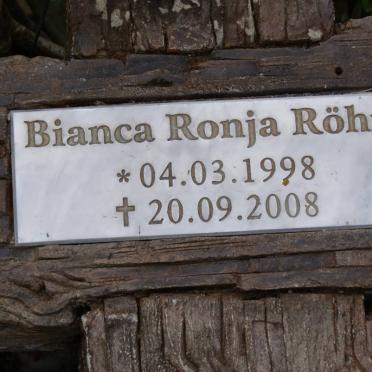 Bianca Ronja Röh
* 04.03.1998
† 20.09.2008